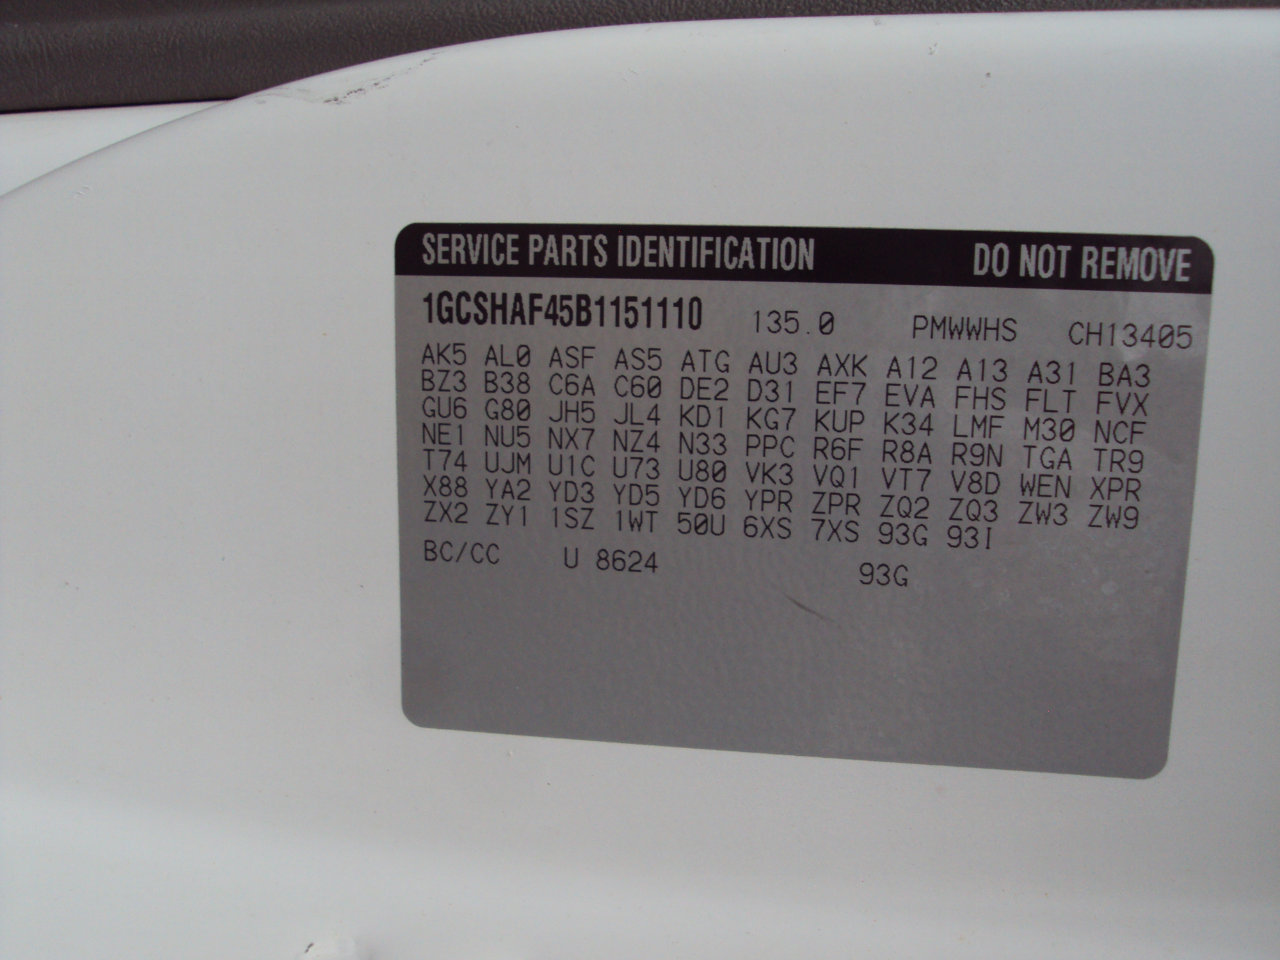 SERVICE PARTS IDENTIFICATION DO NOT REMOVE
1GCSHAF45B1151110 135.0 PMWWHS CH13405
AK5 AL0 ASF AS5 ATG AU3 AXK A12 A13 A31 BA3
BZ3 B38 C6A C60 DE2 D31 EF7 EVA FHS FLT FVX
GU6 G80 JH5 JL4 KD1 KG7 KUP K34 LMF M30 NCF
NE1 NU5 NX7 NZ4 N33 PPC R6F R8A R9N TGA TR9
T74 UJM U1C U73 U80 VK3 VQ1 VT7 V8D WEN XPR
X88 YA2 YD3 YD5 YD6 YPR ZPR ZQ2 ZQ3 ZW3 ZW9
ZX2 ZY1 1SZ 1WT 50U 6XS 7XS 93G 93I
BC/CC U 8624 93G